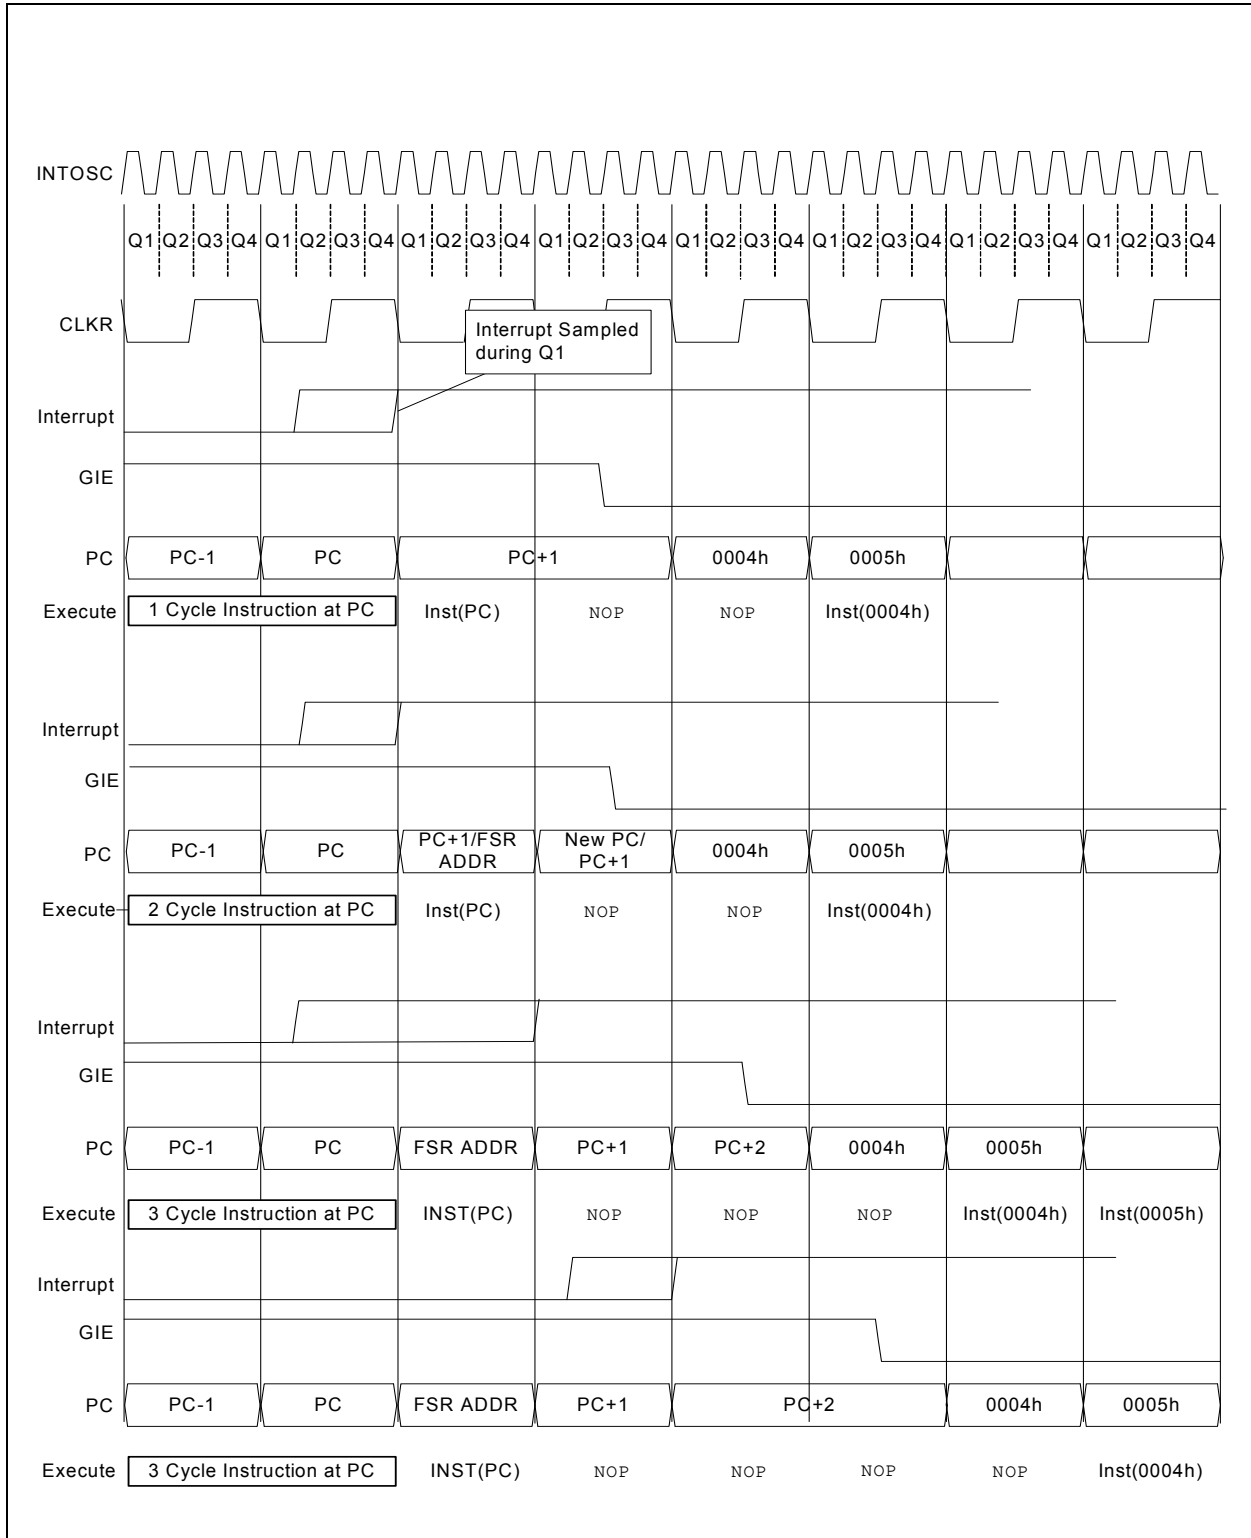 INTOSC
Q1 Q2 Q3 Q4 Q1 Q2 Q3 Q4 Q1 Q2 Q3 Q4 Q1 Q2 Q3 Q4 Q1 Q2 Q3 Q4 Q1 Q2 Q3 Q4 Q1 Q2 Q3 Q4 Q1 Q2 Q3 Q4
CLKR
Interrupt Sampled
during Q1
Interrupt
GIE
PC PC-1 PC PC+1 0004h 0005h
Execute 1 Cycle Instruction at PC Inst(PC) NOP NOP Inst(0004h)
Interrupt
GIE
PC PC-1 PC PC+1/FSR ADDR New PC/ PC+1 0004h 0005h
Execute 2 Cycle Instruction at PC Inst(PC) NOP NOP Inst(0004h)
Interrupt
GIE
PC PC-1 PC FSR ADDR PC+1 PC+2 0004h 0005h
Execute 3 Cycle Instruction at PC INST(PC) NOP NOP NOP Inst(0004h) Inst(0005h)
Interrupt
GIE
PC PC-1 PC FSR ADDR PC+1 PC+2 0004h 0005h
Execute 3 Cycle Instruction at PC INST(PC) NOP NOP NOP NOP Inst(0004h)